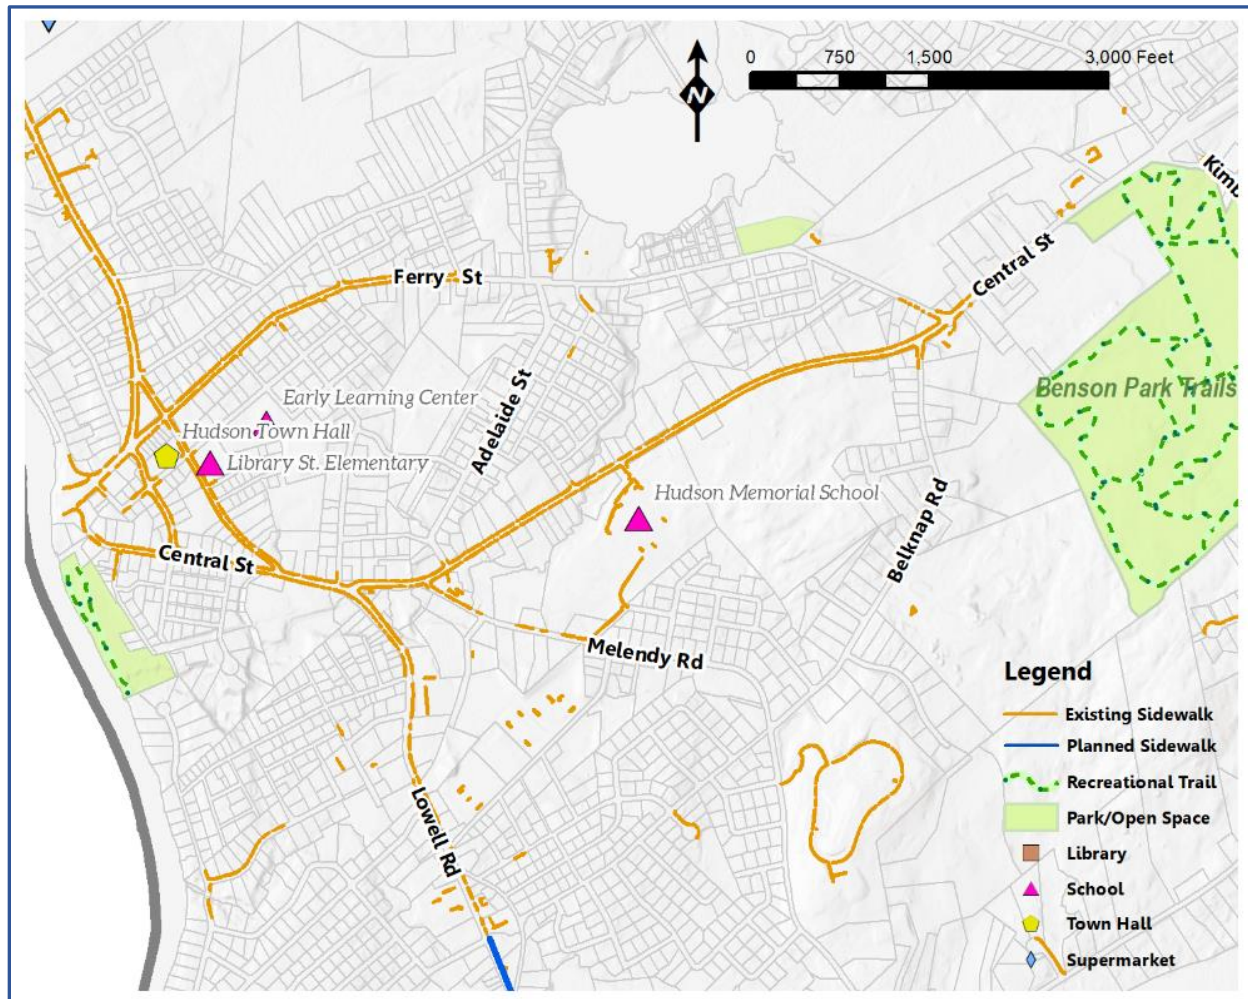 0 750 1,500 3,000 Feet
N
Kimb
Central St
Ferry St
Benson Park Trails
Early Learning Center
Adelaide St
Hudson Town Hall
Library St. Elementary
Hudson Memorial School
Belknap Rd
Central St
Melendy Rd
Lowell Rd
Legend
Existing Sidewalk
Planned Sidewalk
Recreational Trail
Park/Open Space
Library
School
Town Hall
Supermarket